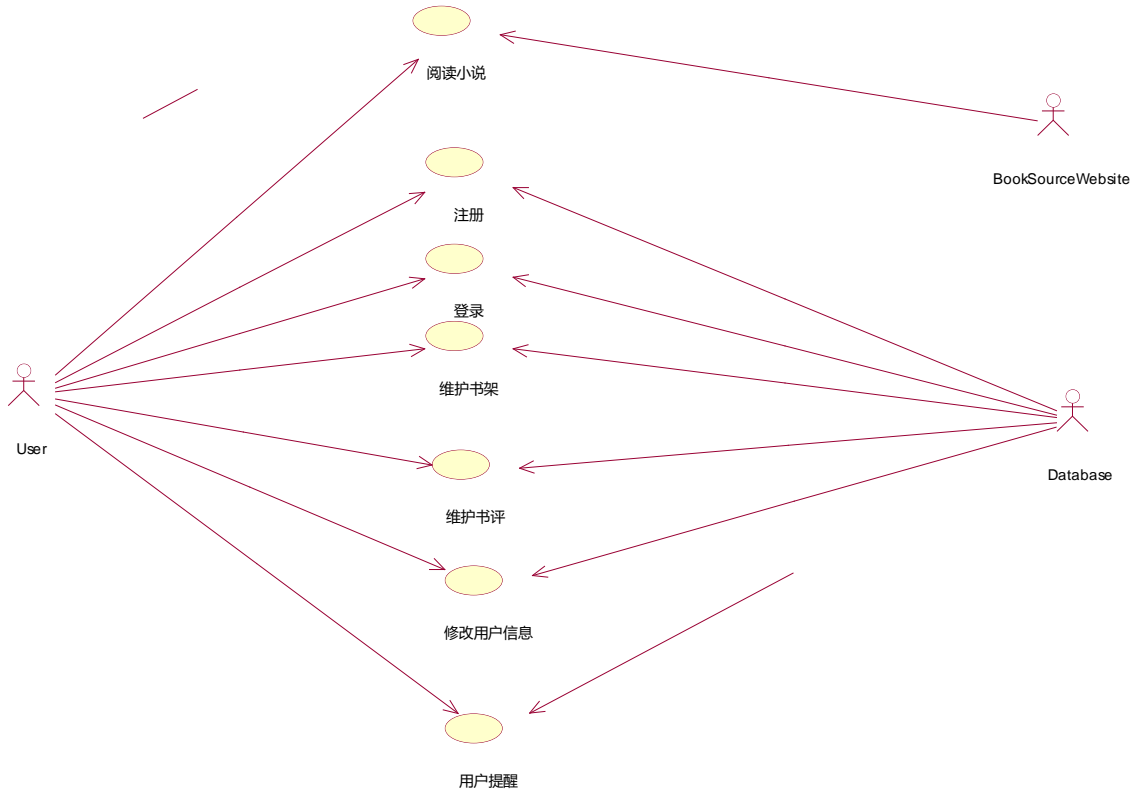 阅读小说
BookSourceWebsite
注册
登录
维护书架
User
Database
维护书评
修改用户信息
用户提醒